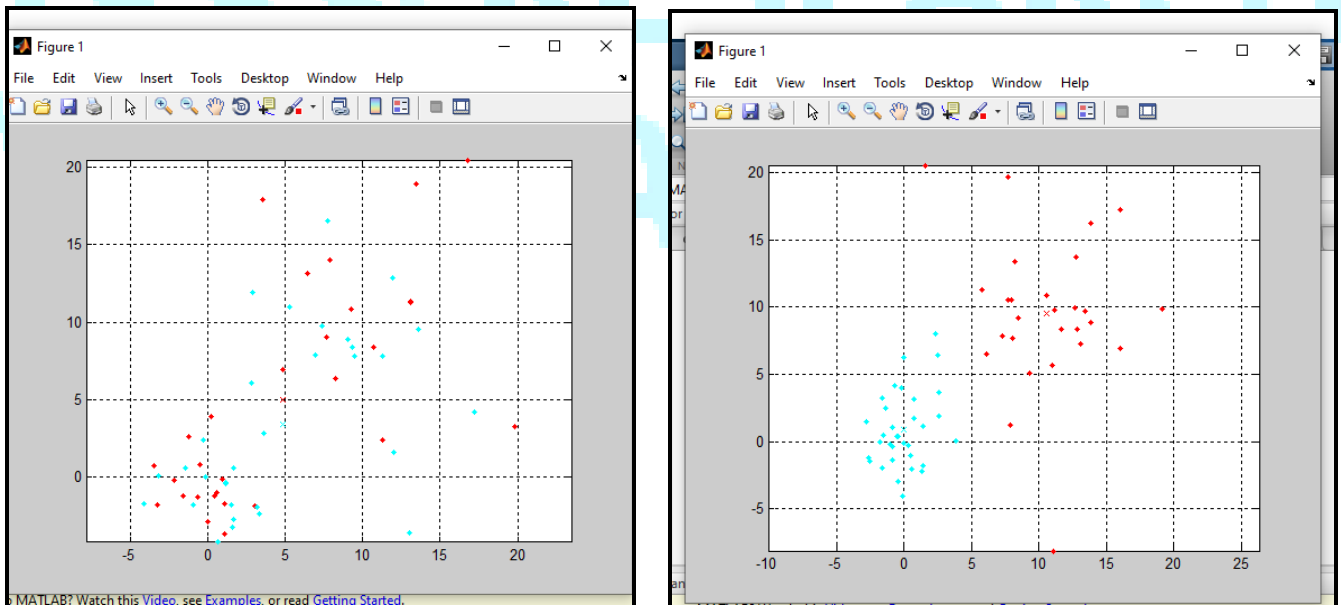 Figure 1
File Edit View Insert Tools Desktop Window Help
20
15
10
5
0
-5 0 5 10 15 20
MATLAB? Watch this Video, see Examples, or read Getting Started.
Figure 1
File Edit View Insert Tools Desktop Window Help
20
15
10
5
0
-5
-10 -5 0 5 10 15 20 25